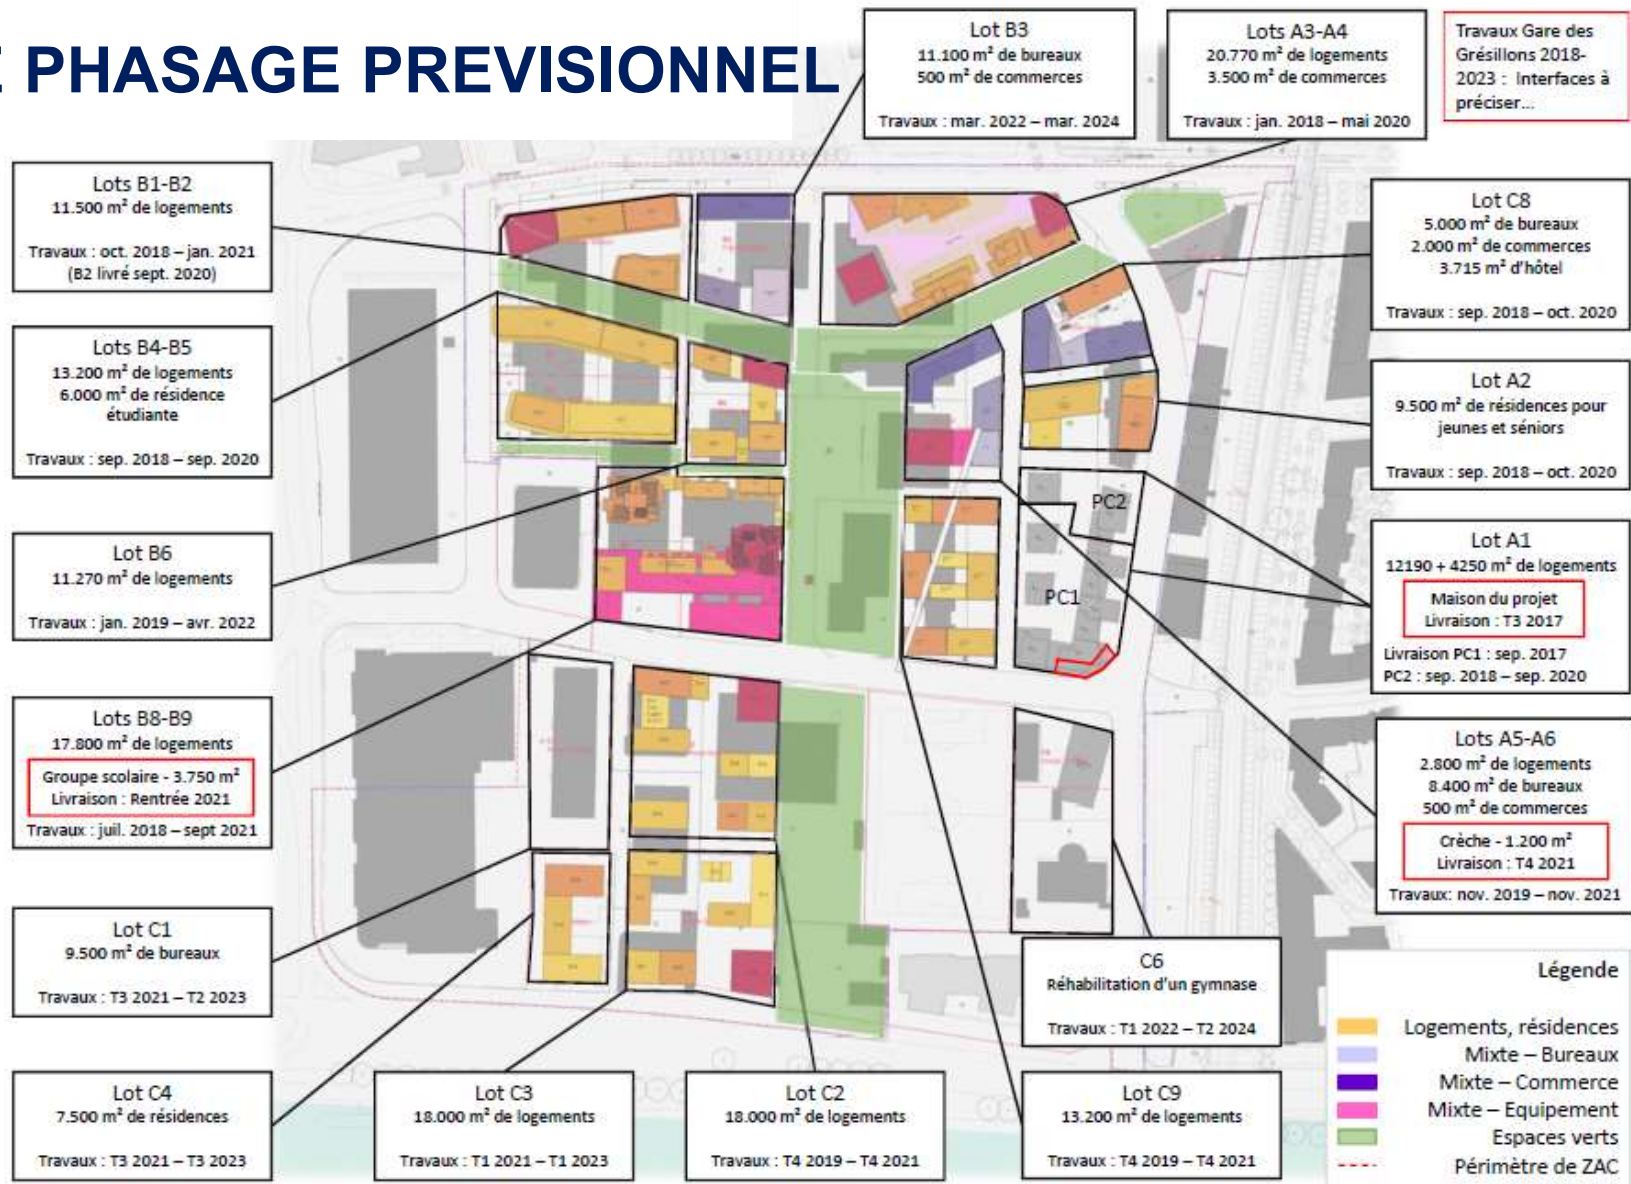 E PHASAGE PREVISIONNEL
Lot B3
11.100 m² de bureaux
500 m² de commerces
Travaux : mar. 2022 – mar. 2024
Lots A3-A4
20.770 m² de logements
3.500 m² de commerces
Travaux : jan. 2018 – mai 2020
Travaux Gare des
Grésillons 2018-
2023 : Interfaces à
préciser...
Lots B1-B2
11.500 m² de logements
Travaux : oct. 2018 – jan. 2021
(B2 livré sept. 2020)
Lot C8
5.000 m² de bureaux
2.000 m² de commerces
3.715 m² d'hôtel
Travaux : sep. 2018 – oct. 2020
Lots B4-B5
13.200 m² de logements
6.000 m² de résidence
étudiante
Travaux : sep. 2018 – sep. 2020
Lot A2
9.500 m² de résidences pour
jeunes et séniors
Travaux : sep. 2018 – oct. 2020
PC2
PC1
Lot B6
11.270 m² de logements
Travaux : jan. 2019 – avr. 2022
Lot A1
12190 + 4250 m² de logements
Maison du projet
Livraison : T3 2017
Livraison PC1 : sep. 2017
PC2 : sep. 2018 – sep. 2020
Lots B8-B9
17.800 m² de logements
Groupe scolaire - 3.750 m²
Livraison : Rentrée 2021
Travaux : juil. 2018 – sept 2021
Lots A5-A6
2.800 m² de logements
8.400 m² de bureaux
500 m² de commerces
Crèche - 1.200 m²
Livraison : T4 2021
Travaux: nov. 2019 – nov. 2021
Lot C1
9.500 m² de bureaux
Travaux : T3 2021 – T2 2023
C6
Réhabilitation d'un gymnase
Travaux : T1 2022 – T2 2024
Lot C4
7.500 m² de résidences
Travaux : T3 2021 – T3 2023
Lot C3
18.000 m² de logements
Travaux : T1 2021 – T1 2023
Lot C2
18.000 m² de logements
Travaux : T4 2019 – T4 2021
Lot C9
13.200 m² de logements
Travaux : T4 2019 – T4 2021
Légende
Logements, résidences
Mixte – Bureaux
Mixte – Commerce
Mixte – Equipement
Espaces verts
Périmètre de ZAC